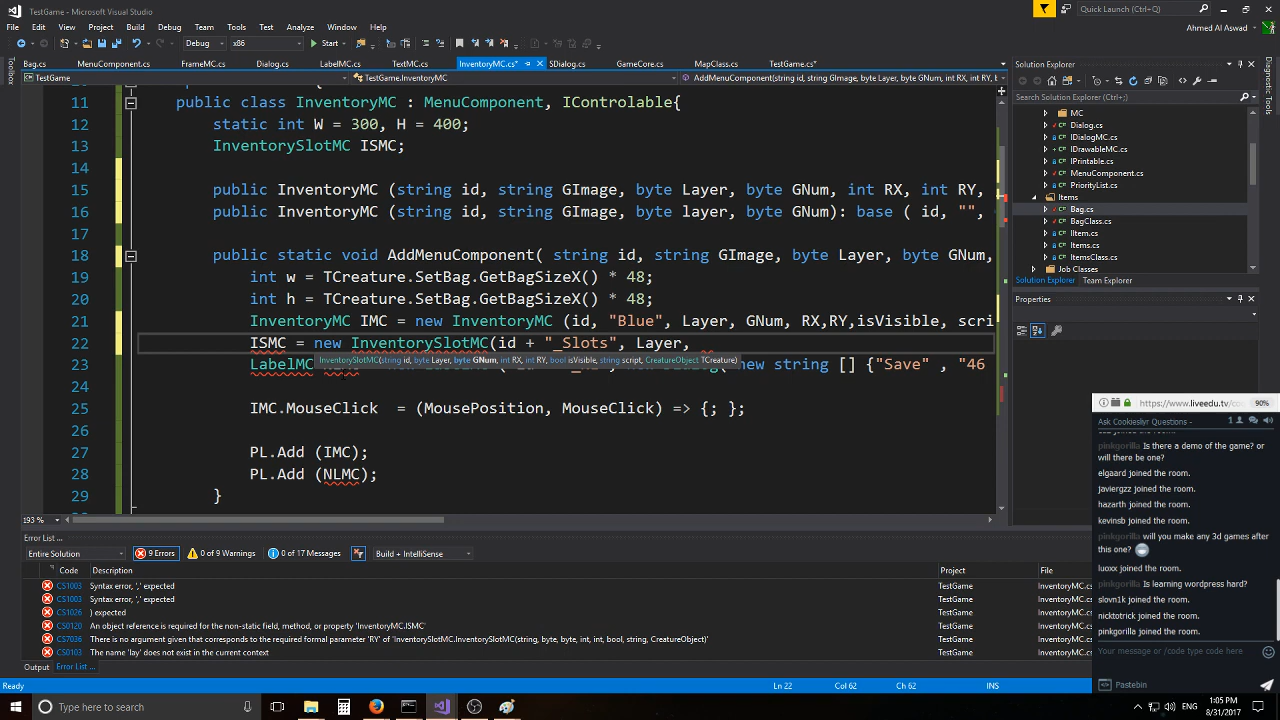 TestGame - Microsoft Visual Studio
Quick Launch (Ctrl+Q)
File Edit View Project Build Debug Team Tools Test Analyze Window Help
Ahmed Al Aswad
Debug x86 Start
Bag.cs MenuComponent.cs FrameMC.cs Dialog.cs LabelMC.cs TextMC.cs InventoryMC.cs* SDialog.cs GameCore.cs MapClass.cs TestGame.cs*
TestGame TestGame.InventoryMC AddMenuComponent(string id, string GImage, byte Layer, byte GNum, int RX, int RY, b
Toolbox
11 public class InventoryMC : MenuComponent, IControlable{
12 static int W = 300, H = 400;
13 InventorySlotMC ISMC;
14
15 public InventoryMC (string id, string GImage, byte Layer, byte GNum, int RX, int RY,
16 public InventoryMC (string id, string GImage, byte layer, byte GNum): base ( id, "",
17
18 public static void AddMenuComponent( string id, string GImage, byte Layer, byte GNum,
19 int w = TCreature.SetBag.GetBagSizeX() * 48;
20 int h = TCreature.SetBag.GetBagSizeX() * 48;
21 InventoryMC IMC = new InventoryMC (id, "Blue", Layer, GNum, RX,RY,isVisible, scri
22 ISMC = new InventorySlotMC(id + "_Slots", Layer,
InventorySlotMC(string id, byte Layer, byte GNum, int RX, int RY, bool isVisible, string script, CreatureObject TCreature)
23 LabelMC new string [] {"Save" , "46
24
25 IMC.MouseClick = (MousePosition, MouseClick) => {; };
26
27 PL.Add (IMC);
28 PL.Add (NLMC);
29 }
193 %
Solution Explorer
Search Solution Explorer (Ctrl+;)
MC
Dialog.cs
IDialogMC.cs
IDrawableMC.cs
IPrintable.cs
MenuComponent.cs
PriorityList.cs
Items
Bag.cs
BagClass.cs
IItem.cs
Items.cs
ItemsClass.cs
Job Classes
Solution Explorer Team Explorer
Properties
Diagnostic Tools
Error List ...
Entire Solution 9 Errors 0 of 9 Warnings 0 of 17 Messages Build + IntelliSense
Code Description Project File
CS1003 Syntax error, ',' expected TestGame InventoryMC.cs
CS1003 Syntax error, ',' expected TestGame InventoryMC.cs
CS1026 ) expected TestGame InventoryMC.cs
CS0120 An object reference is required for the non-static field, method, or property 'InventoryMC.ISMC' TestGame InventoryMC.cs
CS7036 There is no argument given that corresponds to the required formal parameter 'RY' of 'InventorySlotMC.InventorySlotMC(string, byte, byte, int, int, bool, string, CreatureObject)' TestGame InventoryMC.cs
CS0103 The name 'lay' does not exist in the current context TestGame InventoryMC.cs
Output Error List ...
Ready Ln 22 Col 62 Ch 62 INS
https://www.liveedu.tv/co 90%
Ask Cookiesliyr Questions - 1
joined the room.
pinkgorilla Is there a demo of the game? or
will there be one?
elgaard joined the room.
javiergzz joined the room.
hazarth joined the room.
kevinsb joined the room.
pinkgorilla will you make any 3d games after
this one?
luoxx joined the room.
pinkgorilla Is learning wordpress hard?
slovn1k joined the room.
nicktotrick joined the room.
pinkgorilla joined the room.
Your message or /code type code here
Pastebin
Type here to search
ENG
1:05 PM
8/31/2017